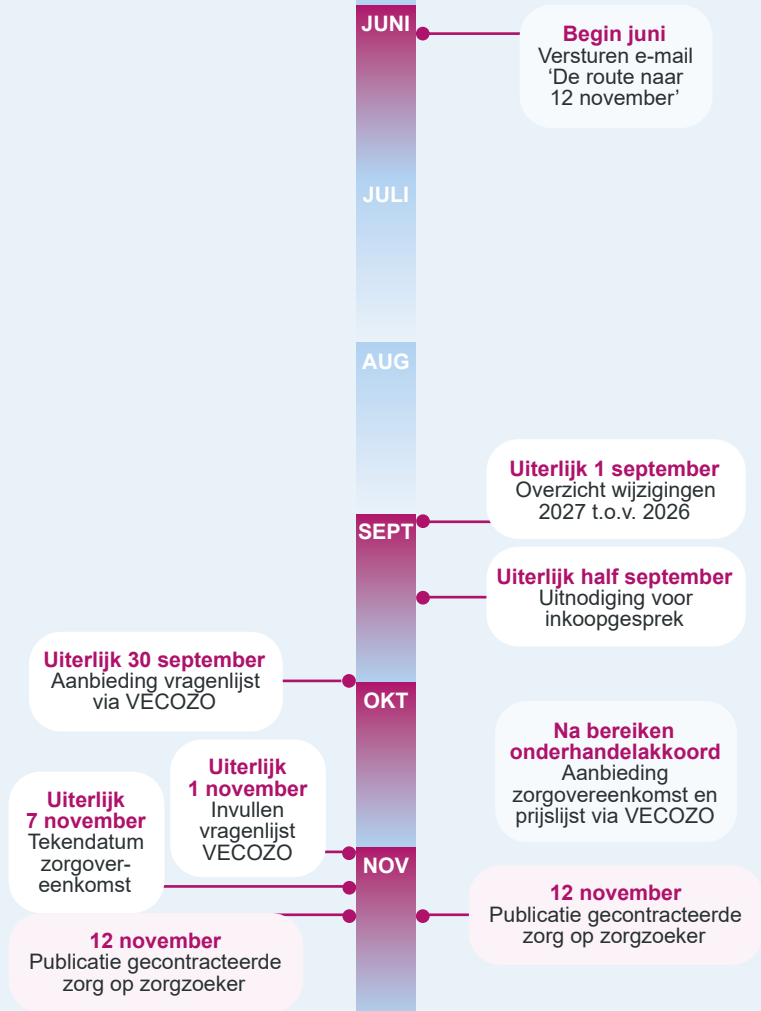 JUNI
Begin juni
Versturen e-mail
‘De route naar
12 november’
JULI
AUG
Uiterlijk 1 september
Overzicht wijzigingen
2027 t.o.v. 2026
SEPT
Uiterlijk half september
Uitnodiging voor
inkoopgesprek
Uiterlijk 30 september
Aanbieding vragenlijst
via VECOZO
OKT
Na bereiken
onderhandelakkoord
Aanbieding
zorgovereenkomst en
prijslijst via VECOZO
Uiterlijk
1 november
Invullen
vragenlijst
VECOZO
Uiterlijk
7 november
Tekendatum
zorgover-
eenkomst
NOV
12 november
Publicatie gecontracteerde
zorg op zorgzoeker
12 november
Publicatie gecontracteerde
zorg op zorgzoeker